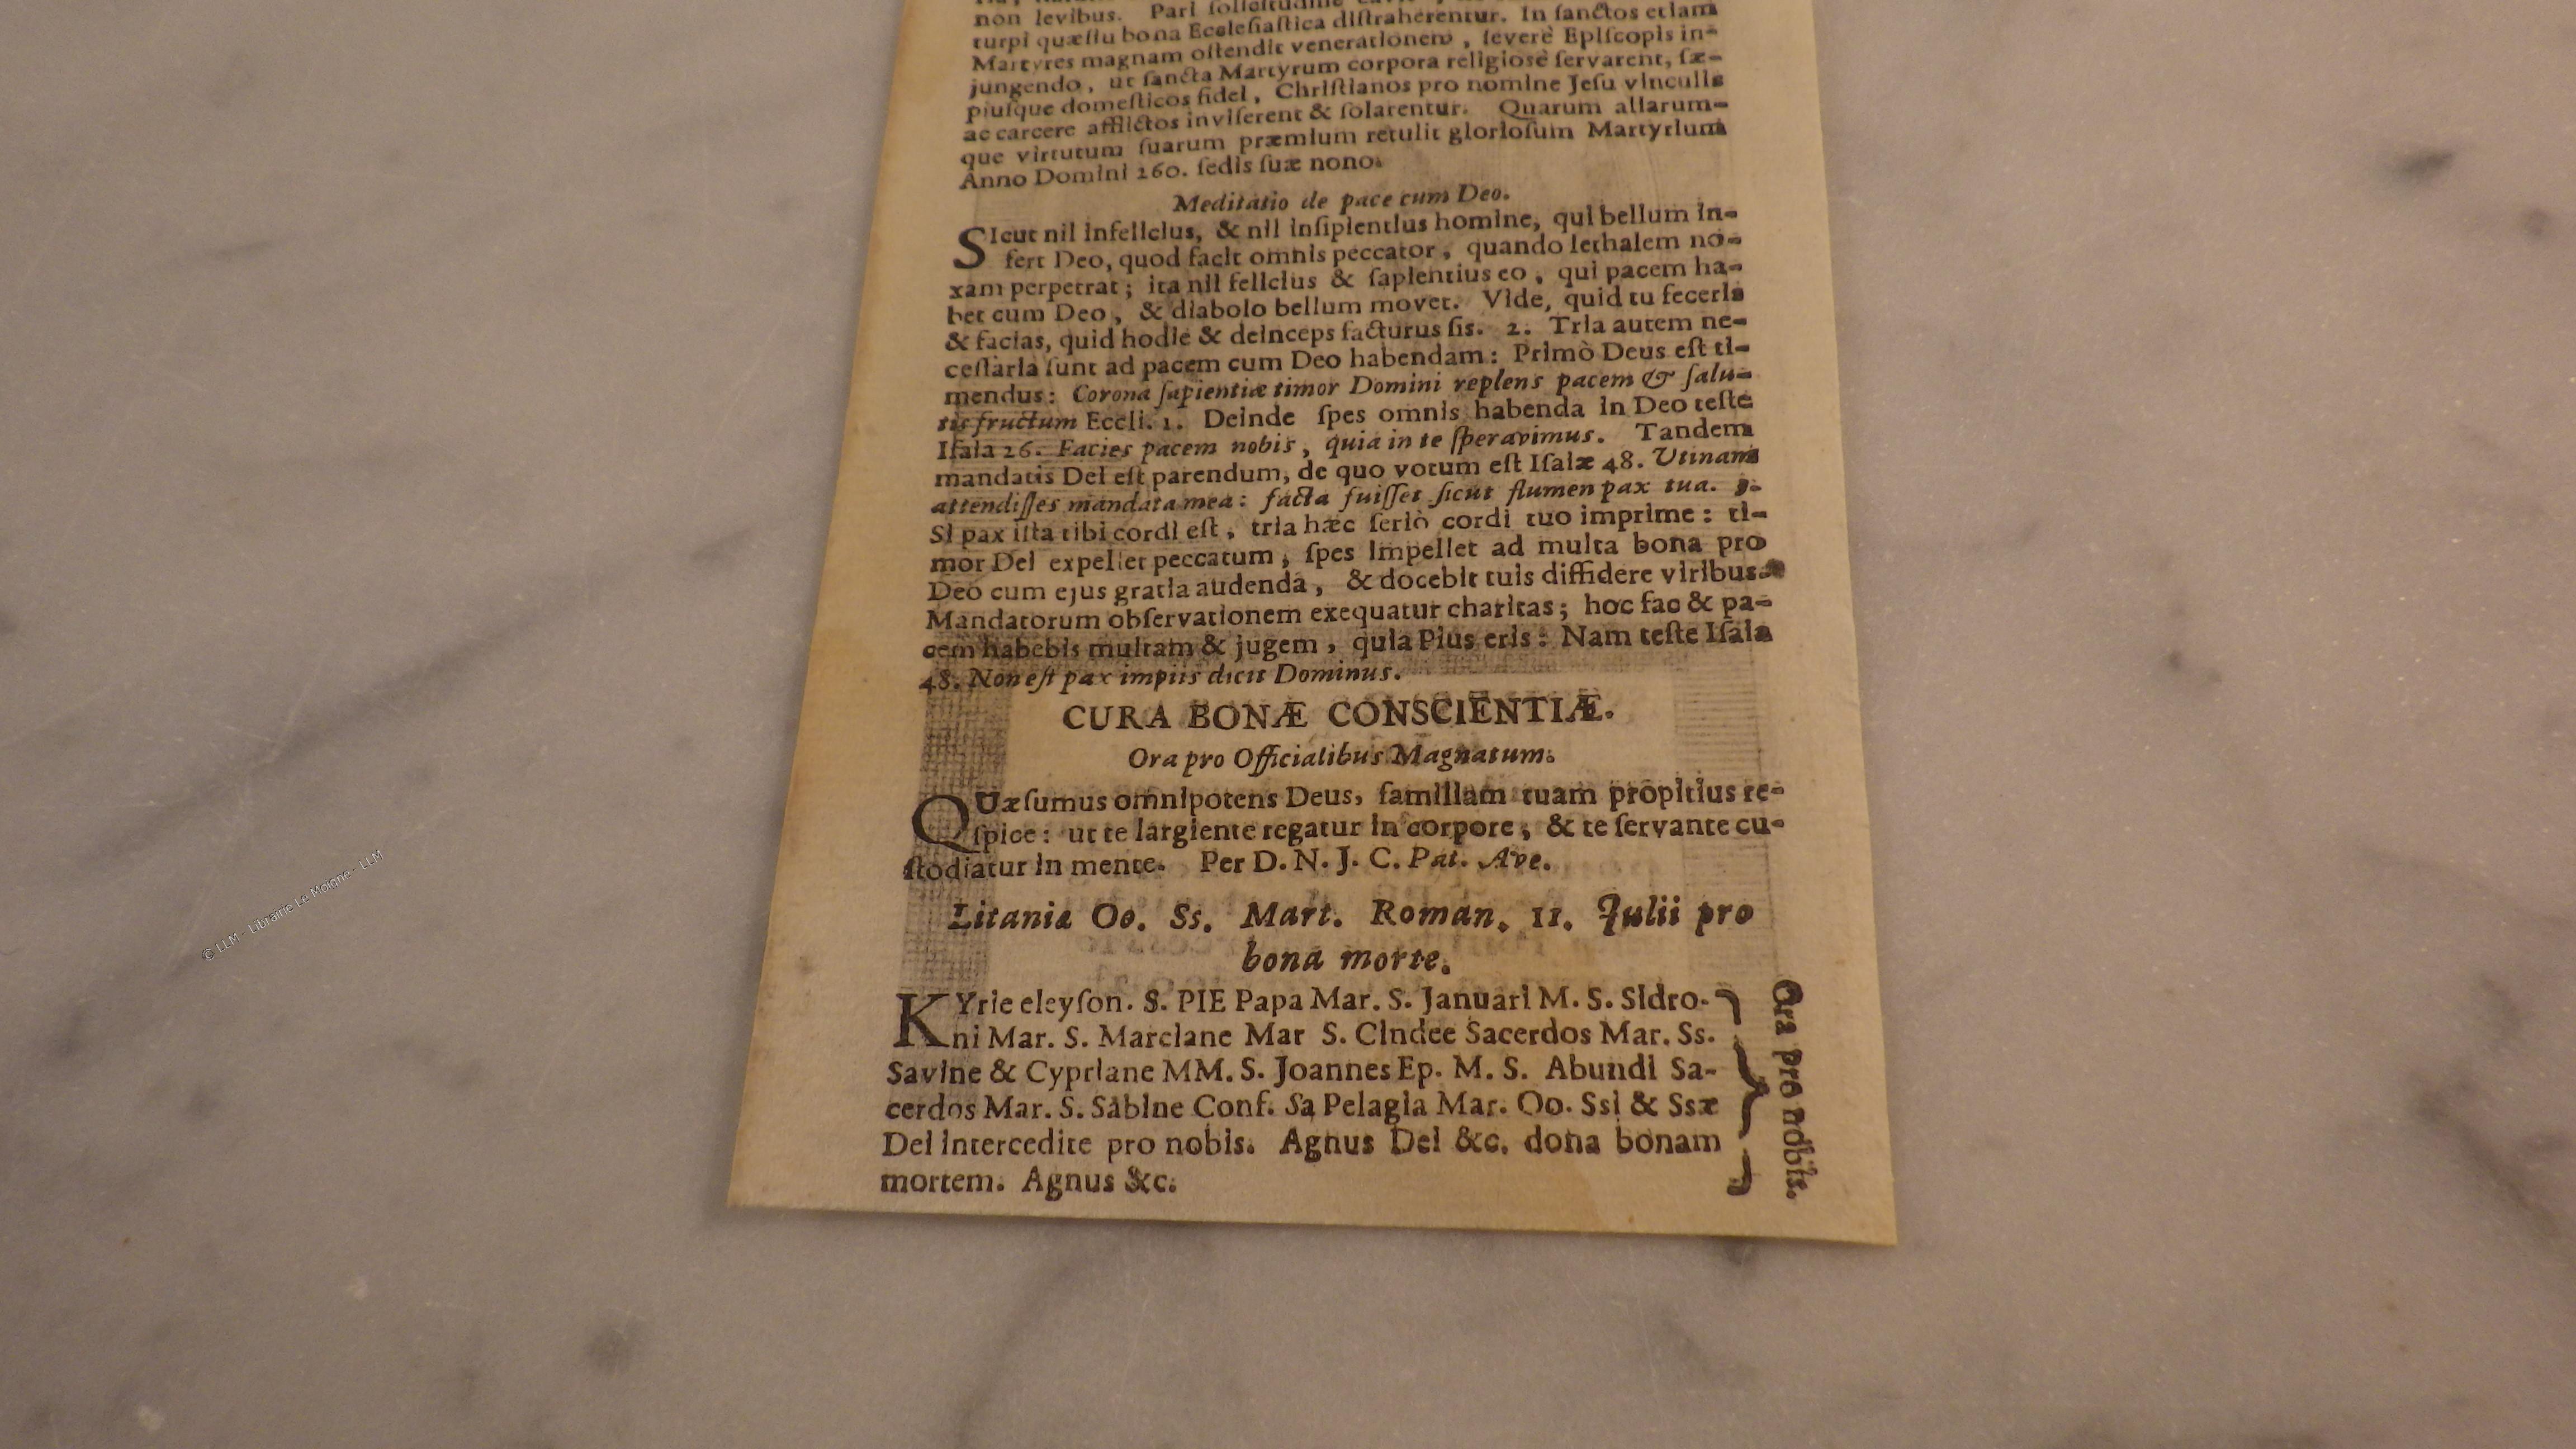 non levibus. Pari ſollicitudine
turpi quæſtu bona Eccleſiaſtica diſtraherentur. In ſanctos etiam
Martyres magnam oſtendit venerationem, ſeverè Epiſcopis in-
jungendo, ut ſancta Martyrum corpora religioſè ſervarent, ſæ-
piuſque domeſticos fidei, Chriſtianos pro nomine Jeſu vinculis
ac carcere afflictos inviſerent & ſolarentur. Quarum aliarum-
que virtutum ſuarum præmium retulit glorioſum Martyrium
Anno Domini 260. ſedis ſuæ nono.
Meditatio de pace cum Deo.
SIcut nil infelicius, & nil inſipientius homine, qui bellum in-
fert Deo, quod facit omnis peccator, quando lethalem no-
xam perpetrat; ita nil felicius & ſapientius eo, qui pacem ha-
bet cum Deo, & diabolo bellum movet. Vide, quid tu feceris
& facias, quid hodie & deinceps facturus ſis. 2. Tria autem ne-
ceſſaria ſunt ad pacem cum Deo habendam: Primò Deus eſt ti-
mendus: Corona ſapientiæ timor Domini replens pacem & ſalu-
tis fructum Eccli. 1. Deinde ſpes omnis habenda in Deo teſte
Iſaia 26. Facies pacem nobis, quia in te ſperavimus. Tandem
mandatis Dei eſt parendum, de quo votum eſt Iſaiæ 48. Utinam
attendiſſes mandata mea: facta fuiſſet ſicut flumen pax tua. 3.
Si pax iſta tibi cordi eſt, tria hæc ſeriò cordi tuo imprime: ti-
mor Dei expellet peccatum, ſpes impellet ad multa bona pro
Deo cum ejus gratia audenda, & docebit tuis diffidere viribus.
Mandatorum obſervationem exequatur charitas; hoc fac & pa-
cem habebis multam & jugem, quia Pius eris: Nam teſte Iſaia
48. Non eſt pax impiis dicit Dominus.
CURA BONÆ CONSCIENTIÆ.
Ora pro Officialibus Magnatum.
QUæſumus omnipotens Deus, familiam tuam propitius re-
ſpice: ut te largiente regatur in corpore, & te ſervante cu-
ſtodiatur in mente. Per D. N. J. C. Pat. Ave.
Litania Oo. Ss. Mart. Roman. 11. Julii pro
bona morte.
KYrie eleyſon. S. PIE Papa Mar. S. Januari M. S. Sidro-
ni Mar. S. Marciane Mar S. Cindee Sacerdos Mar. Ss.
Savine & Cypriane MM. S. Joannes Ep. M. S. Abundi Sa-
cerdos Mar. S. Sabine Conf. Sa Pelagia Mar. Oo. Ssi & Ssæ
Dei intercedite pro nobis. Agnus Dei &c. dona bonam
mortem. Agnus &c.
Ora pro nobis.
© LLM - Librairie Le Moigne - LLM